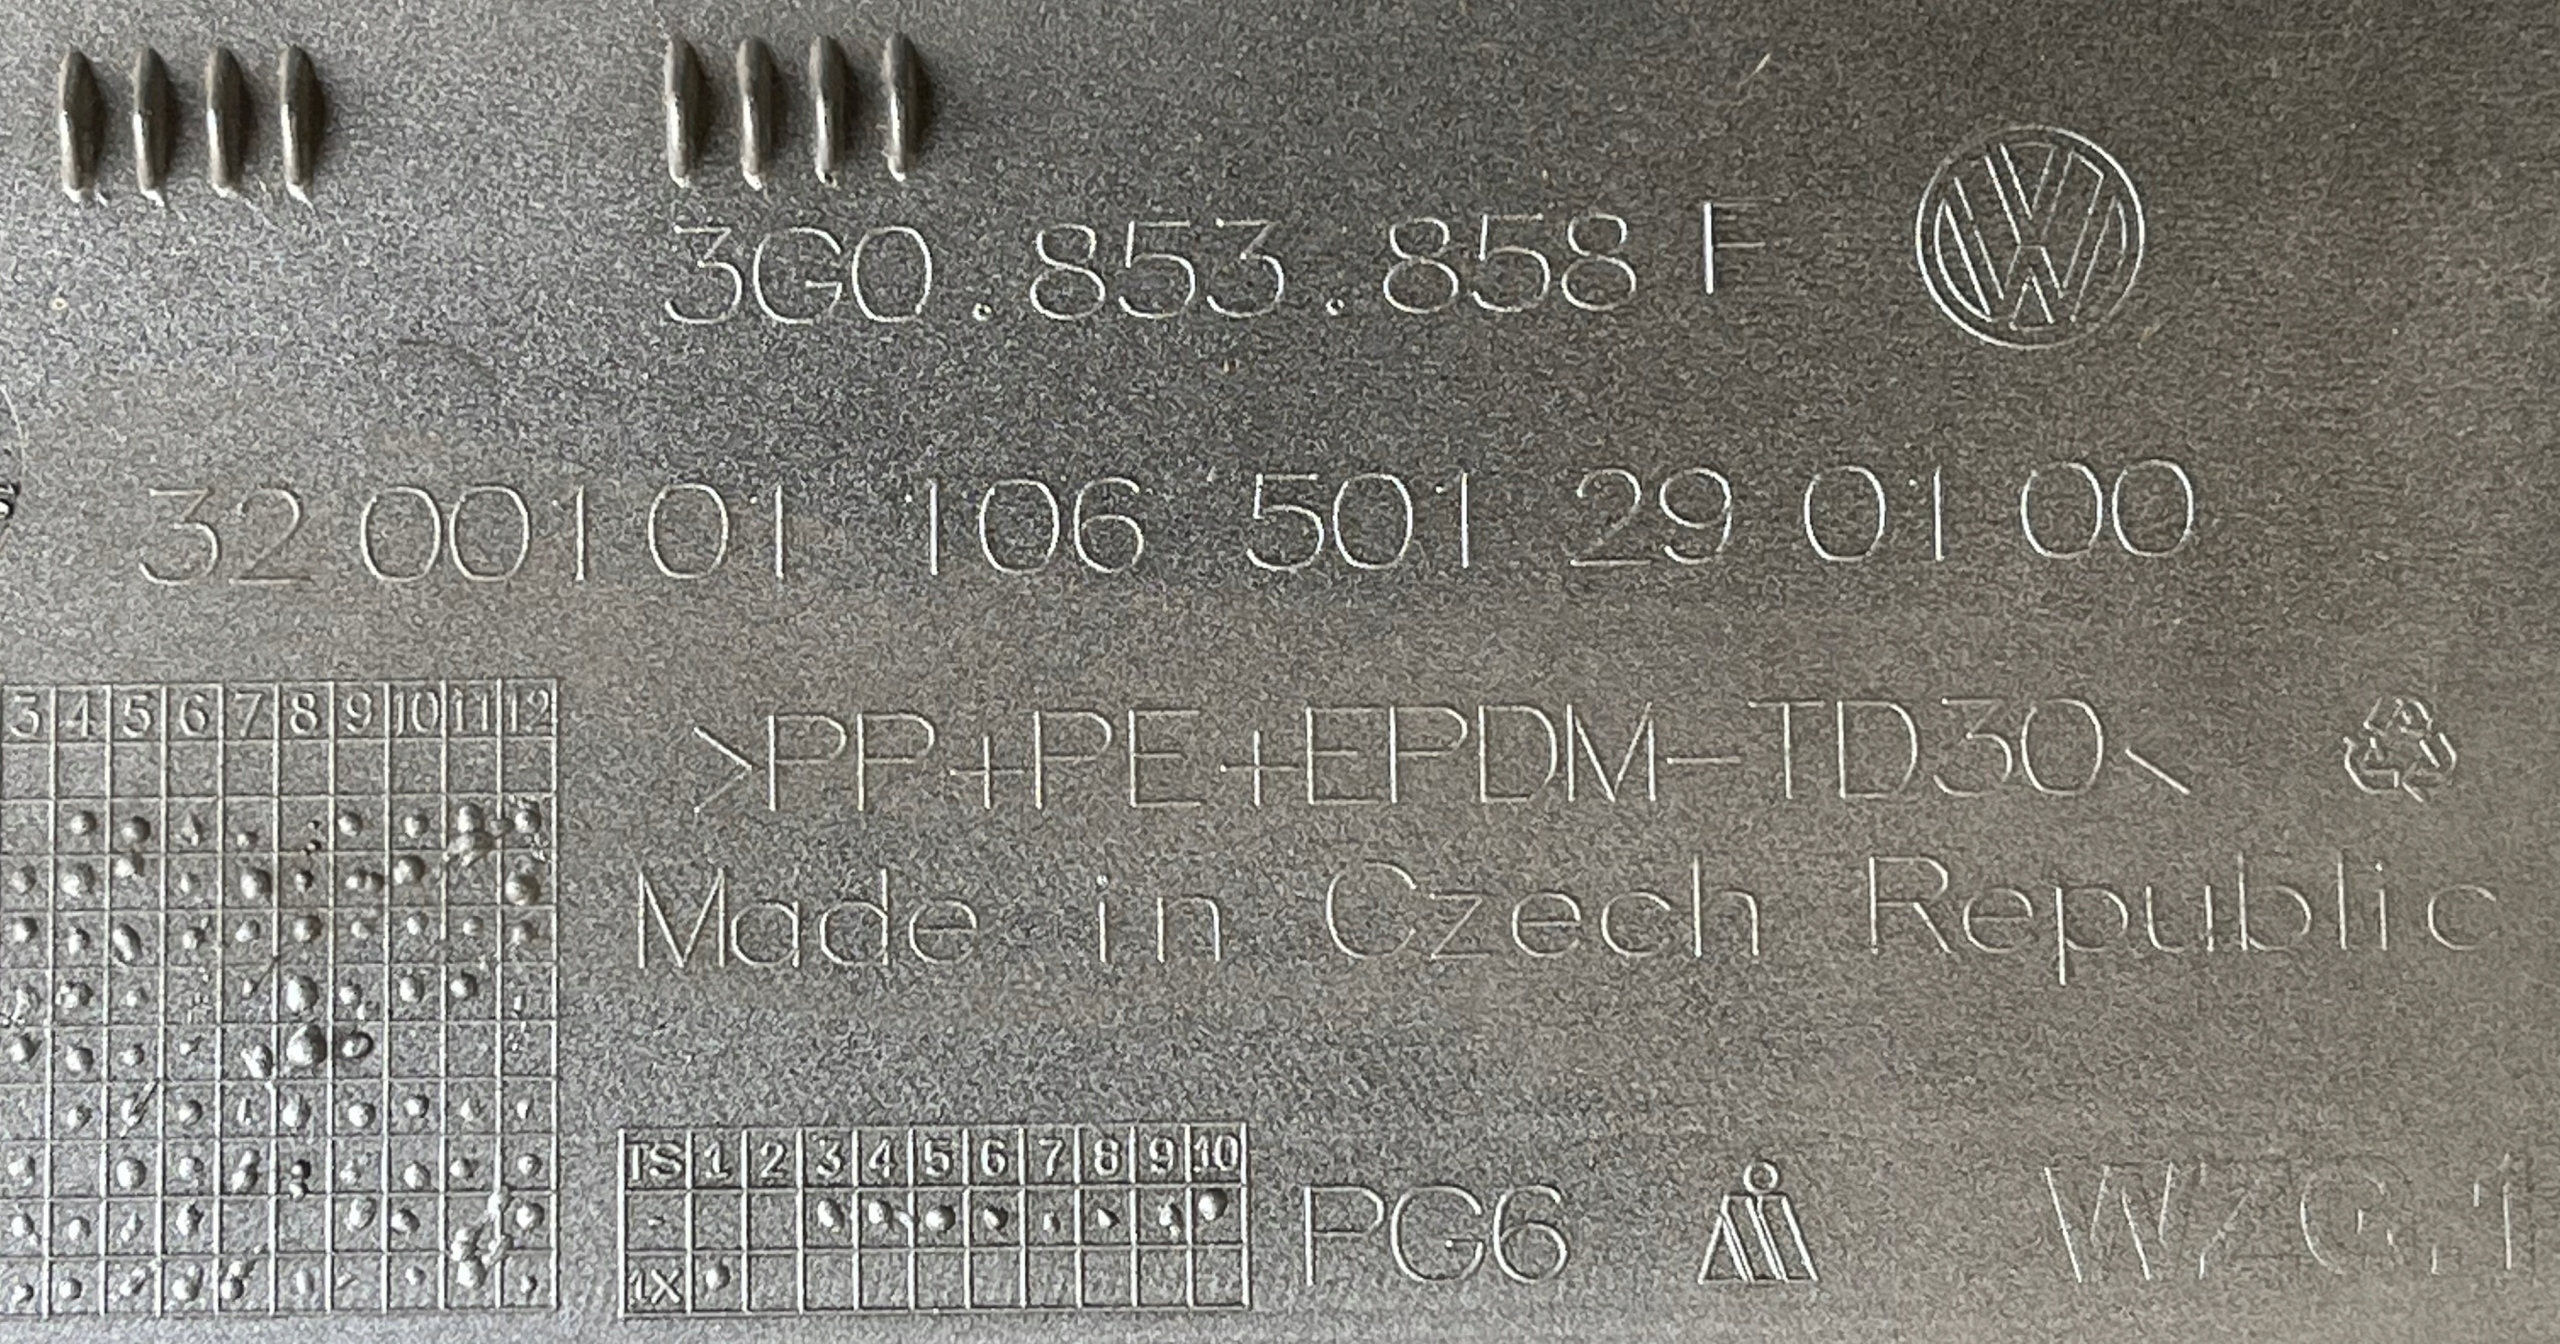 3G0.853.858 F
32 001 01 106 501 29 01 00
>PP+PE+EPDM-TD30<
3 4 5 6 7 8 9 10 11 12
Made in Czech Republic
TS 1 2 3 4 5 6 7 8 9 10
-
1X
PG6
WZG.1